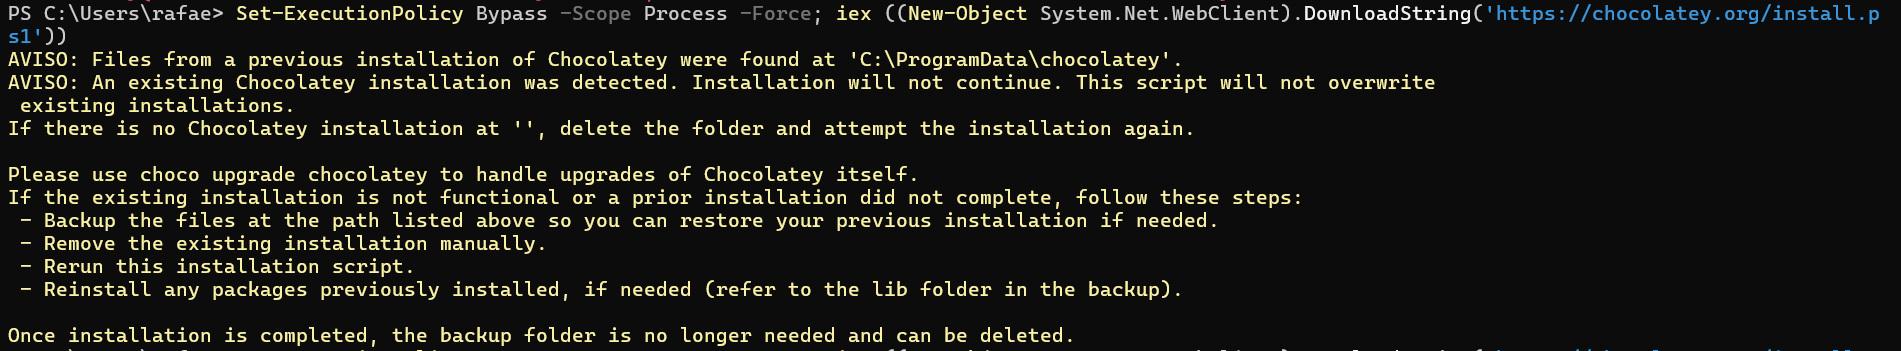 PS C:\Users\rafae> Set-ExecutionPolicy Bypass -Scope Process -Force; iex ((New-Object System.Net.WebClient).DownloadString('https://chocolatey.org/install.p
s1'))
AVISO: Files from a previous installation of Chocolatey were found at 'C:\ProgramData\chocolatey'.
AVISO: An existing Chocolatey installation was detected. Installation will not continue. This script will not overwrite
 existing installations.
If there is no Chocolatey installation at '', delete the folder and attempt the installation again.

Please use choco upgrade chocolatey to handle upgrades of Chocolatey itself.
If the existing installation is not functional or a prior installation did not complete, follow these steps:
 - Backup the files at the path listed above so you can restore your previous installation if needed.
 - Remove the existing installation manually.
 - Rerun this installation script.
 - Reinstall any packages previously installed, if needed (refer to the lib folder in the backup).

Once installation is completed, the backup folder is no longer needed and can be deleted.